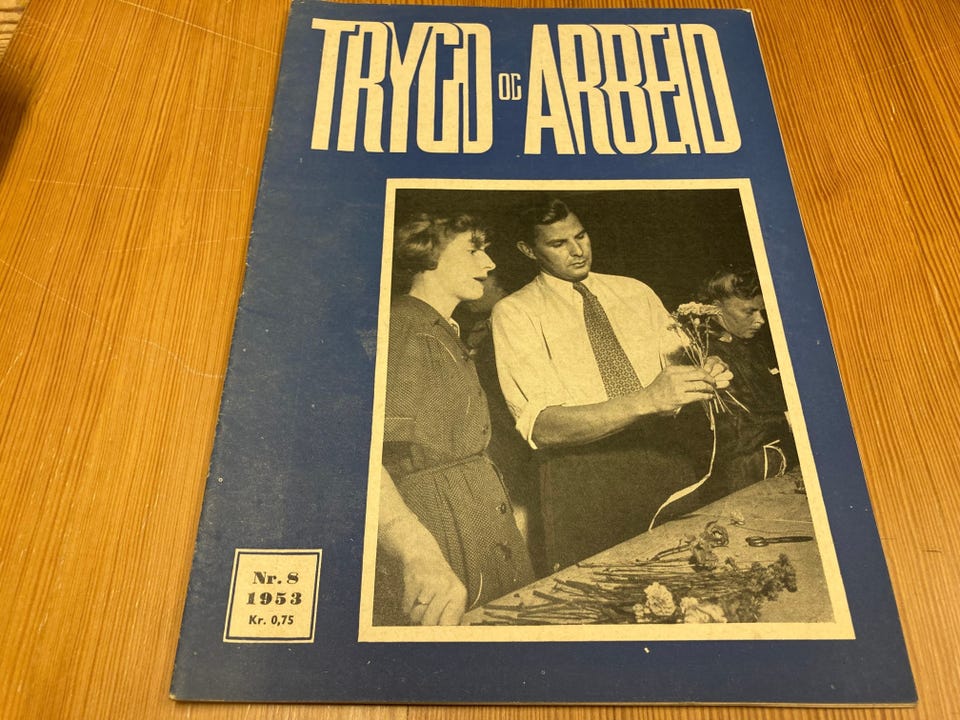 TRYGD OG ARBEID
Nr. 8
1953
Kr. 0,75